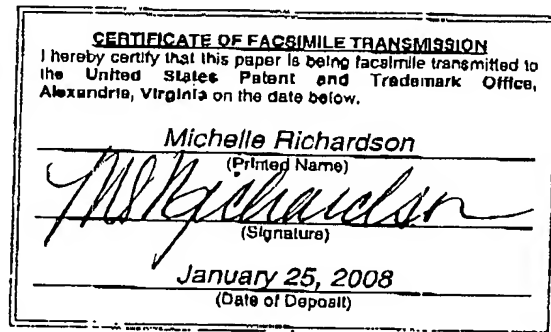 CERTIFICATE OF FACSIMILE TRANSMISSION
I hereby certify that this paper is being facsimile transmitted to
the United States Patent and Trademark Office,
Alexandria, Virginia on the date below.
Michelle Richardson
(Printed Name)
MRichardson
(Signature)
January 25, 2008
(Date of Deposit)